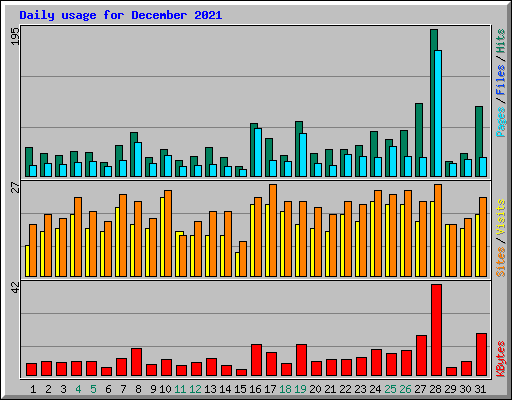 Daily usage for December 2021
195
Pages / Files / Hits
27
Sites / Visits
42
KBytes
1 2 3 4 5 6 7 8 9 10 11 12 13 14 15 16 17 18 19 20 21 22 23 24 25 26 27 28 29 30 31